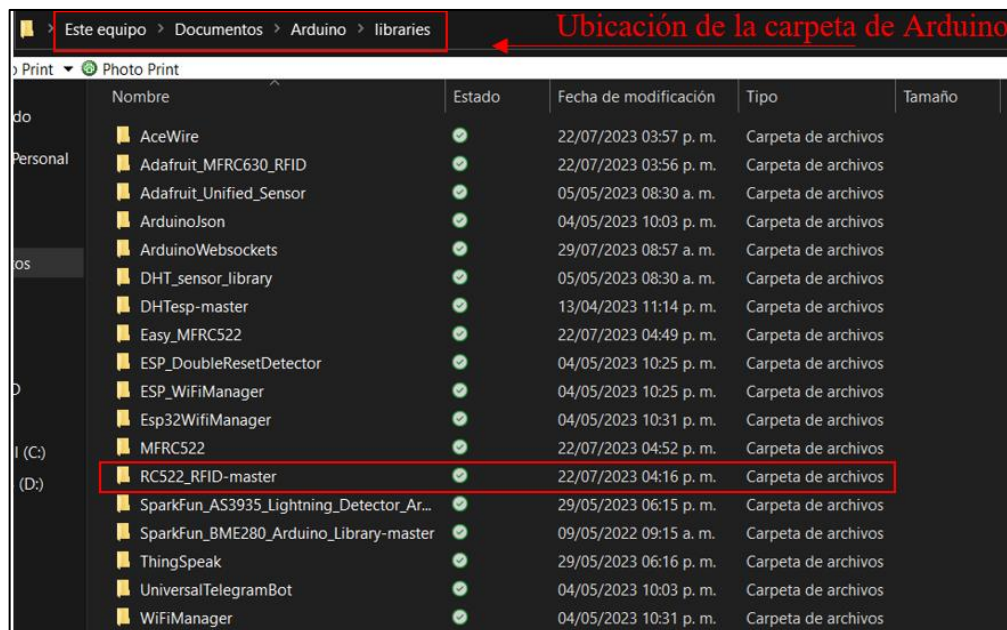 Este equipo > Documentos > Arduino > libraries Ubicación de la carpeta de Arduino
Print Photo Print
Nombre Estado Fecha de modificación Tipo Tamaño
do
AceWire 22/07/2023 03:57 p. m. Carpeta de archivos
Personal Adafruit_MFRC630_RFID 22/07/2023 03:56 p. m. Carpeta de archivos
Adafruit_Unified_Sensor 05/05/2023 08:30 a. m. Carpeta de archivos
ArduinoJson 04/05/2023 10:03 p. m. Carpeta de archivos
ArduinoWebsockets 29/07/2023 08:57 a. m. Carpeta de archivos
os DHT_sensor_library 05/05/2023 08:30 a. m. Carpeta de archivos
DHTesp-master 13/04/2023 11:14 p. m. Carpeta de archivos
Easy_MFRC522 22/07/2023 04:49 p. m. Carpeta de archivos
ESP_DoubleResetDetector 04/05/2023 10:25 p. m. Carpeta de archivos
ESP_WiFiManager 04/05/2023 10:25 p. m. Carpeta de archivos
Esp32WifiManager 04/05/2023 10:31 p. m. Carpeta de archivos
l (C:) MFRC522 22/07/2023 04:52 p. m. Carpeta de archivos
(D:) RC522_RFID-master 22/07/2023 04:16 p. m. Carpeta de archivos
SparkFun_AS3935_Lightning_Detector_Ar... 29/05/2023 06:15 p. m. Carpeta de archivos
SparkFun_BME280_Arduino_Library-master 09/05/2022 09:15 a. m. Carpeta de archivos
ThingSpeak 29/05/2023 06:16 p. m. Carpeta de archivos
UniversalTelegramBot 04/05/2023 10:03 p. m. Carpeta de archivos
WiFiManager 04/05/2023 10:31 p. m. Carpeta de archivos